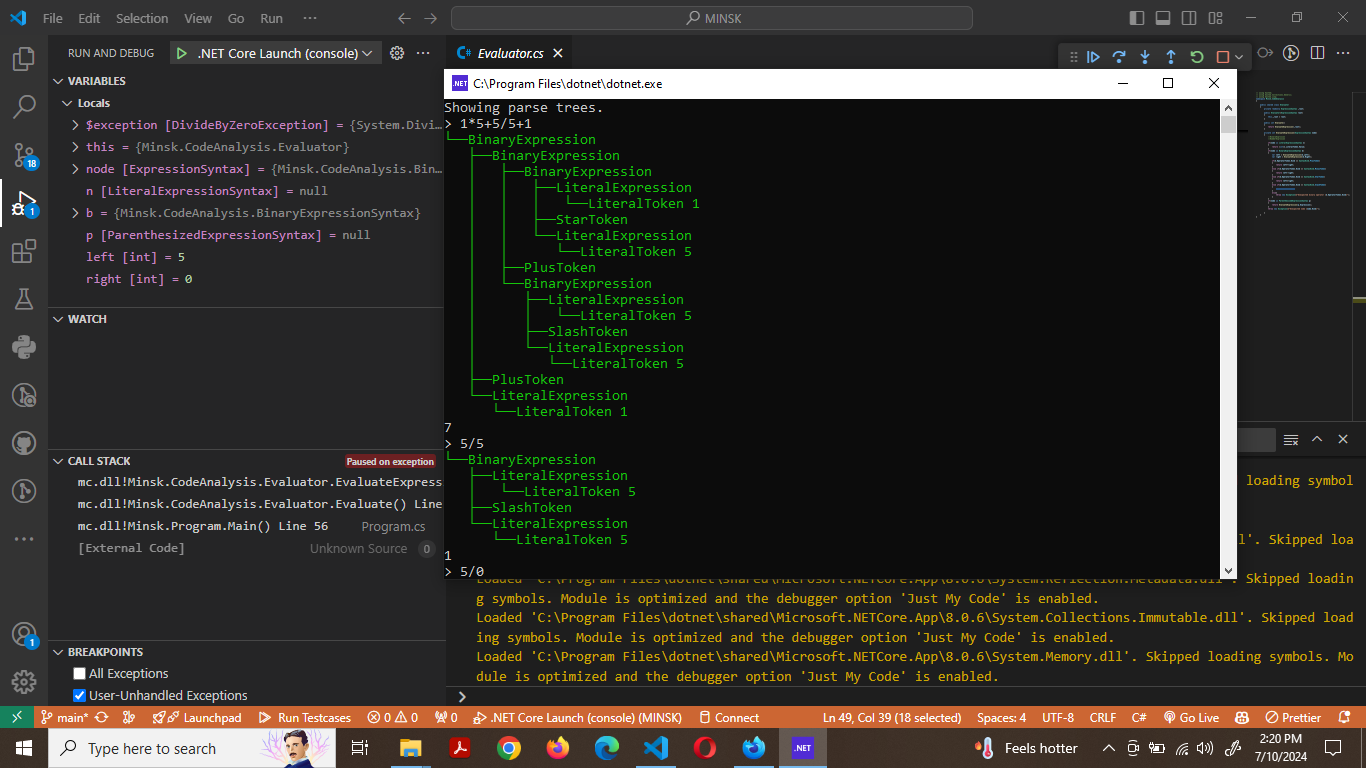 File Edit Selection View Go Run ··· MINSK
RUN AND DEBUG .NET Core Launch (console) ··· C# Evaluator.cs
VARIABLES
Locals
$exception [DivideByZeroException] = {System.Divi…
this = {Minsk.CodeAnalysis.Evaluator}
node [ExpressionSyntax] = {Minsk.CodeAnalysis.Bin…
n [LiteralExpressionSyntax] = null
b = {Minsk.CodeAnalysis.BinaryExpressionSyntax}
p [ParenthesizedExpressionSyntax] = null
left [int] = 5
right [int] = 0
WATCH
CALL STACK Paused on exception
mc.dll!Minsk.CodeAnalysis.Evaluator.EvaluateExpress
mc.dll!Minsk.CodeAnalysis.Evaluator.Evaluate() Line
mc.dll!Minsk.Program.Main() Line 56 Program.cs
[External Code] Unknown Source 0
BREAKPOINTS
All Exceptions
User-Unhandled Exceptions
18
1
1
.NET C:\Program Files\dotnet\dotnet.exe
Showing parse trees.
> 1*5+5/5+1
└──BinaryExpression
   ├──BinaryExpression
   │   ├──BinaryExpression
   │   │   ├──LiteralExpression
   │   │   │   └──LiteralToken 1
   │   │   ├──StarToken
   │   │   └──LiteralExpression
   │   │      └──LiteralToken 5
   │   ├──PlusToken
   │   └──BinaryExpression
   │      ├──LiteralExpression
   │      │   └──LiteralToken 5
   │      ├──SlashToken
   │      └──LiteralExpression
   │         └──LiteralToken 5
   ├──PlusToken
   └──LiteralExpression
      └──LiteralToken 1
7
> 5/5
└──BinaryExpression
   ├──LiteralExpression
   │   └──LiteralToken 5
   ├──SlashToken
   └──LiteralExpression
      └──LiteralToken 5
1
> 5/0
loading symbol
ll'. Skipped loa
Loaded 'C:\Program Files\dotnet\shared\Microsoft.NETCore.App\8.0.6\System.Reflection.Metadata.dll'. Skipped loadin
g symbols. Module is optimized and the debugger option 'Just My Code' is enabled.
Loaded 'C:\Program Files\dotnet\shared\Microsoft.NETCore.App\8.0.6\System.Collections.Immutable.dll'. Skipped load
ing symbols. Module is optimized and the debugger option 'Just My Code' is enabled.
Loaded 'C:\Program Files\dotnet\shared\Microsoft.NETCore.App\8.0.6\System.Memory.dll'. Skipped loading symbols. Mo
dule is optimized and the debugger option 'Just My Code' is enabled.
main* Launchpad Run Testcases 0 0 0 .NET Core Launch (console) (MINSK) Connect Ln 49, Col 39 (18 selected) Spaces: 4 UTF-8 CRLF C# Go Live Prettier
Type here to search .NET Feels hotter 2:20 PM
7/10/2024